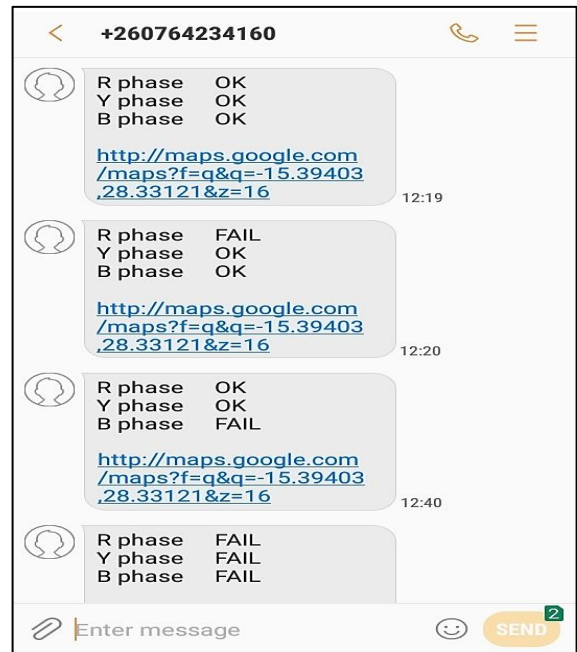 +260764234160
R phase OK
Y phase OK
B phase OK
http://maps.google.com
/maps?f=q&q=-15.39403
,28.33121&z=16
12:19
R phase FAIL
Y phase OK
B phase OK
http://maps.google.com
/maps?f=q&q=-15.39403
,28.33121&z=16
12:20
R phase OK
Y phase OK
B phase FAIL
http://maps.google.com
/maps?f=q&q=-15.39403
,28.33121&z=16
12:40
R phase FAIL
Y phase FAIL
B phase FAIL
Enter message
SEND
2